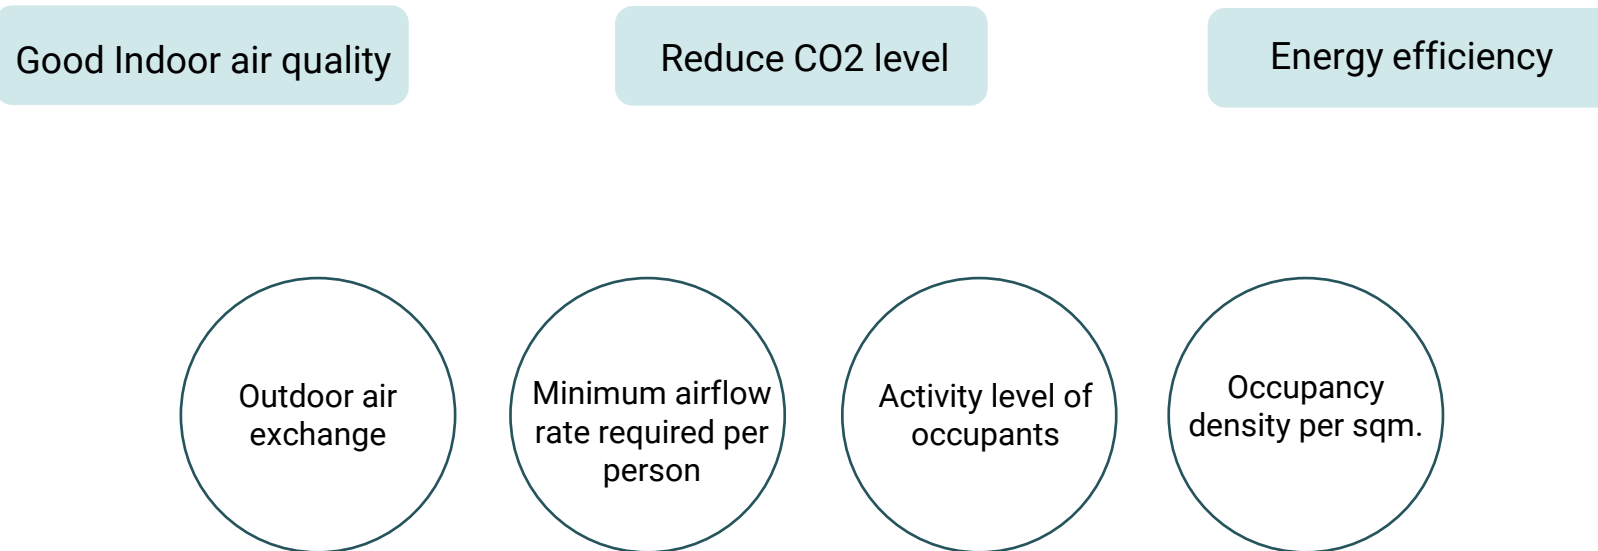 Good Indoor air quality
Reduce CO2 level
Energy efficiency
Outdoor air
exchange
Minimum airflow
rate required per
person
Activity level of
occupants
Occupancy
density per sqm.